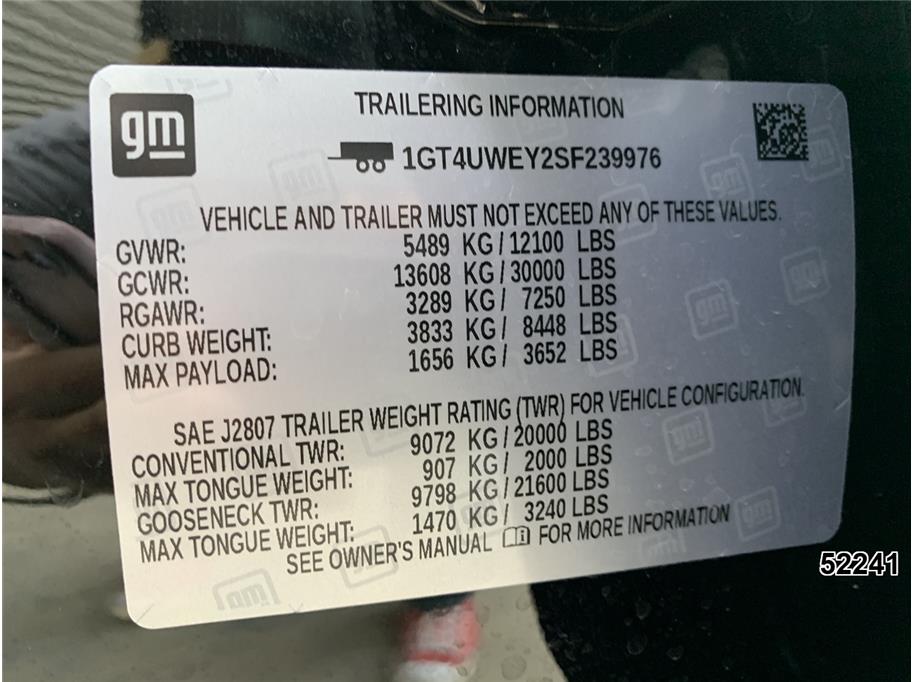 gm
TRAILERING INFORMATION
1GT4UWEY2SF239976
VEHICLE AND TRAILER MUST NOT EXCEED ANY OF THESE VALUES.
GVWR: 5489 KG / 12100 LBS
GCWR: 13608 KG / 30000 LBS
RGAWR: 3289 KG / 7250 LBS
CURB WEIGHT: 3833 KG / 8448 LBS
MAX PAYLOAD: 1656 KG / 3652 LBS
SAE J2807 TRAILER WEIGHT RATING (TWR) FOR VEHICLE CONFIGURATION.
CONVENTIONAL TWR: 9072 KG / 20000 LBS
MAX TONGUE WEIGHT: 907 KG / 2000 LBS
GOOSENECK TWR: 9798 KG / 21600 LBS
MAX TONGUE WEIGHT: 1470 KG / 3240 LBS
SEE OWNER'S MANUAL FOR MORE INFORMATION
52241